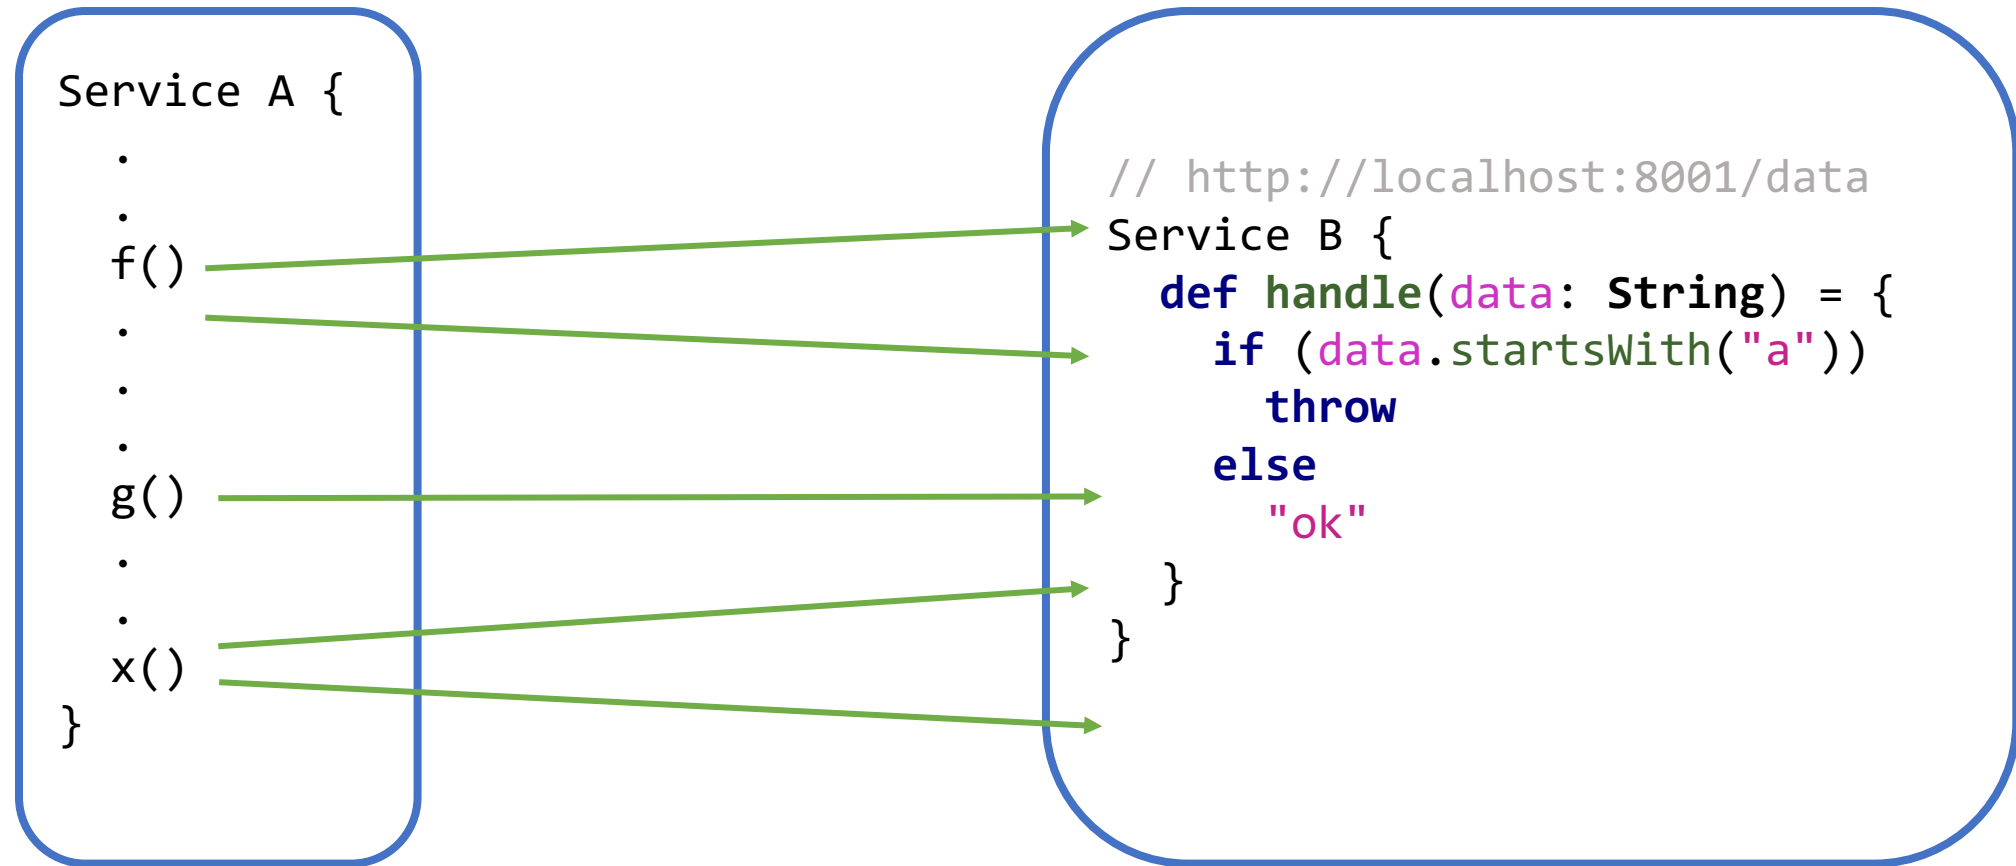 Service A {
.
.
f()
.
.
.
g()
.
.
x()
}
// http://localhost:8001/data
Service B {
def handle(data: String) = {
if (data.startsWith("a"))
throw
else
"ok"
}
}